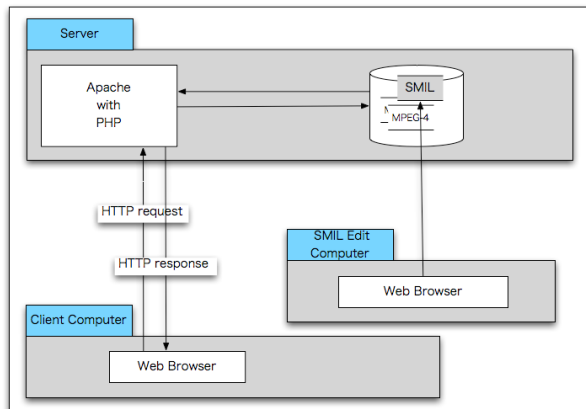 Server
Apache
with
PHP
SMIL
MPEG-4
HTTP request
HTTP response
SMIL Edit
Computer
Web Browser
Client Computer
Web Browser